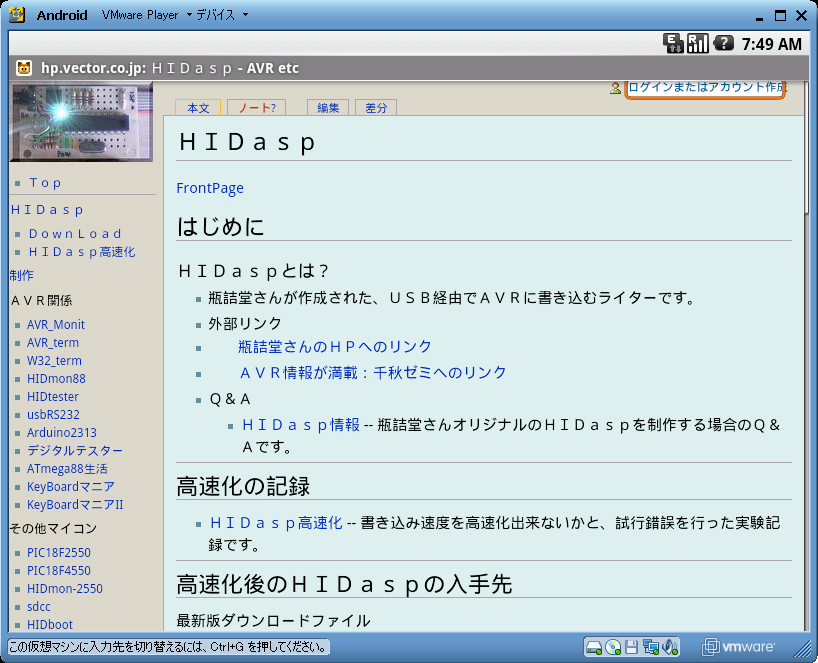 Android VMware Player デバイス
7:49 AM
hp.vector.co.jp: ＨＩＤａｓｐ - AVR etc
ログインまたはアカウント作成
本文 ノート? 編集 差分
Ｔｏｐ
ＨＩＤａｓｐ
ＤｏｗｎＬｏａｄ
ＨＩＤａｓｐ高速化
制作
ＡＶＲ関係
AVR_Monit
AVR_term
W32_term
HIDmon88
HIDtester
usbRS232
Arduino2313
デジタルテスター
ATmega88生活
KeyBoardマニア
KeyBoardマニアII
その他マイコン
PIC18F2550
PIC18F4550
HIDmon-2550
sdcc
HIDboot
ＨＩＤａｓｐ
FrontPage
はじめに
ＨＩＤａｓｐとは？
瓶詰堂さんが作成された、ＵＳＢ経由でＡＶＲに書き込むライターです。
外部リンク
瓶詰堂さんのＨＰへのリンク
ＡＶＲ情報が満載：千秋ゼミへのリンク
Ｑ＆Ａ
ＨＩＤａｓｐ情報 -- 瓶詰堂さんオリジナルのＨＩＤａｓｐを制作する場合のＱ＆
Ａです。
高速化の記録
ＨＩＤａｓｐ高速化 -- 書き込み速度を高速化出来ないかと、試行錯誤を行った実験記
録です。
高速化後のＨＩＤａｓｐの入手先
最新版ダウンロードファイル
この仮想マシンに入力先を切り替えるには、Ctrl+G を押してください。
vmware